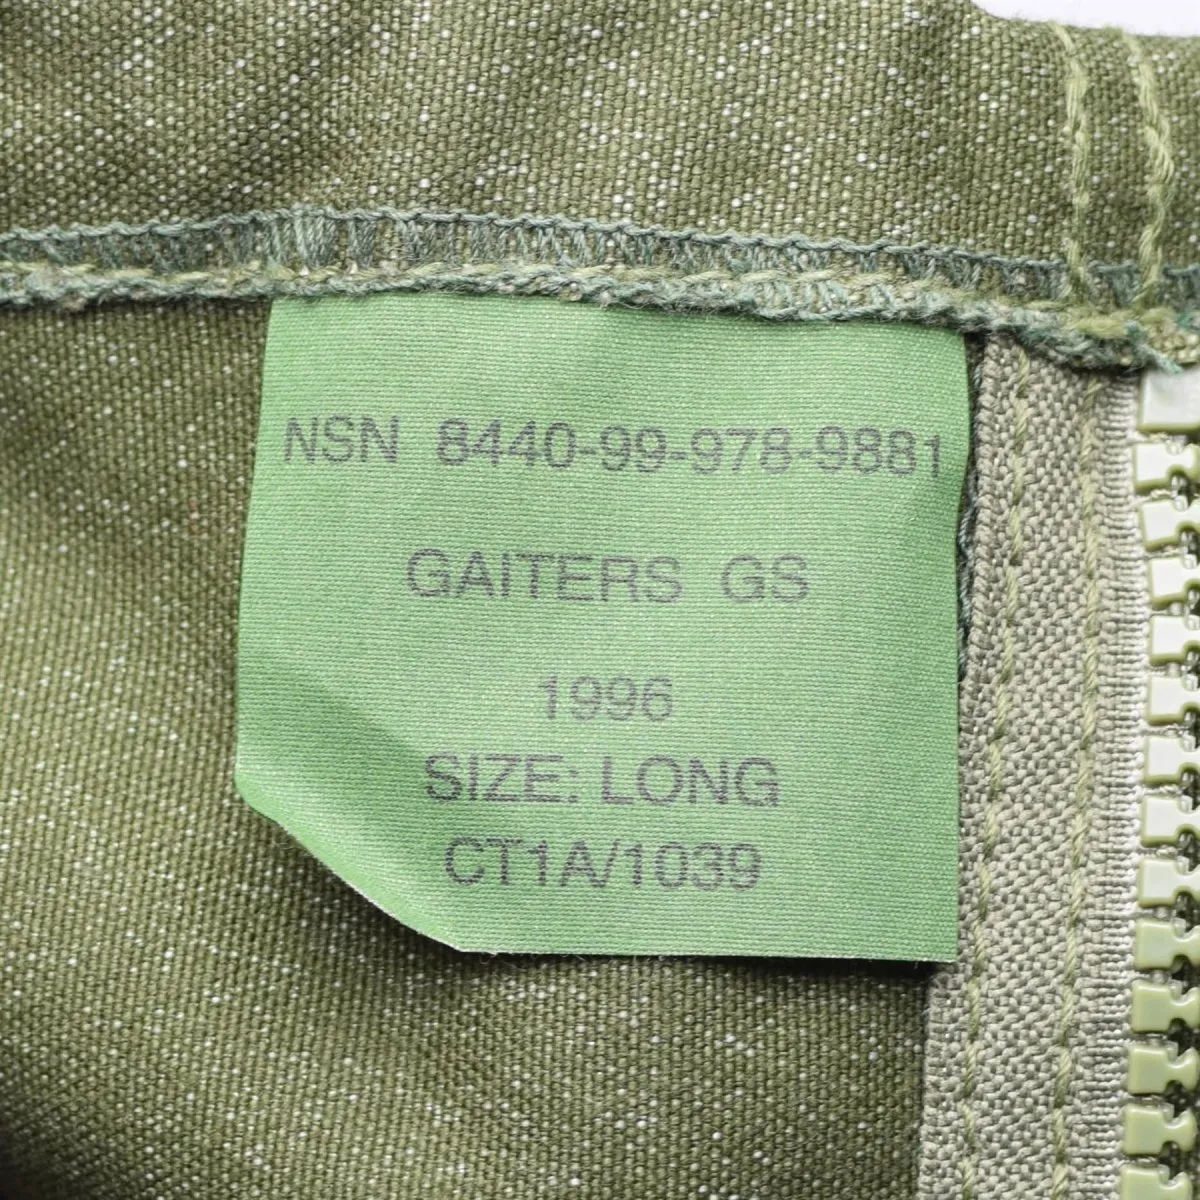 NSN 8440-99-978-9881
GAITERS GS
1996
SIZE: LONG
CT1A/1039